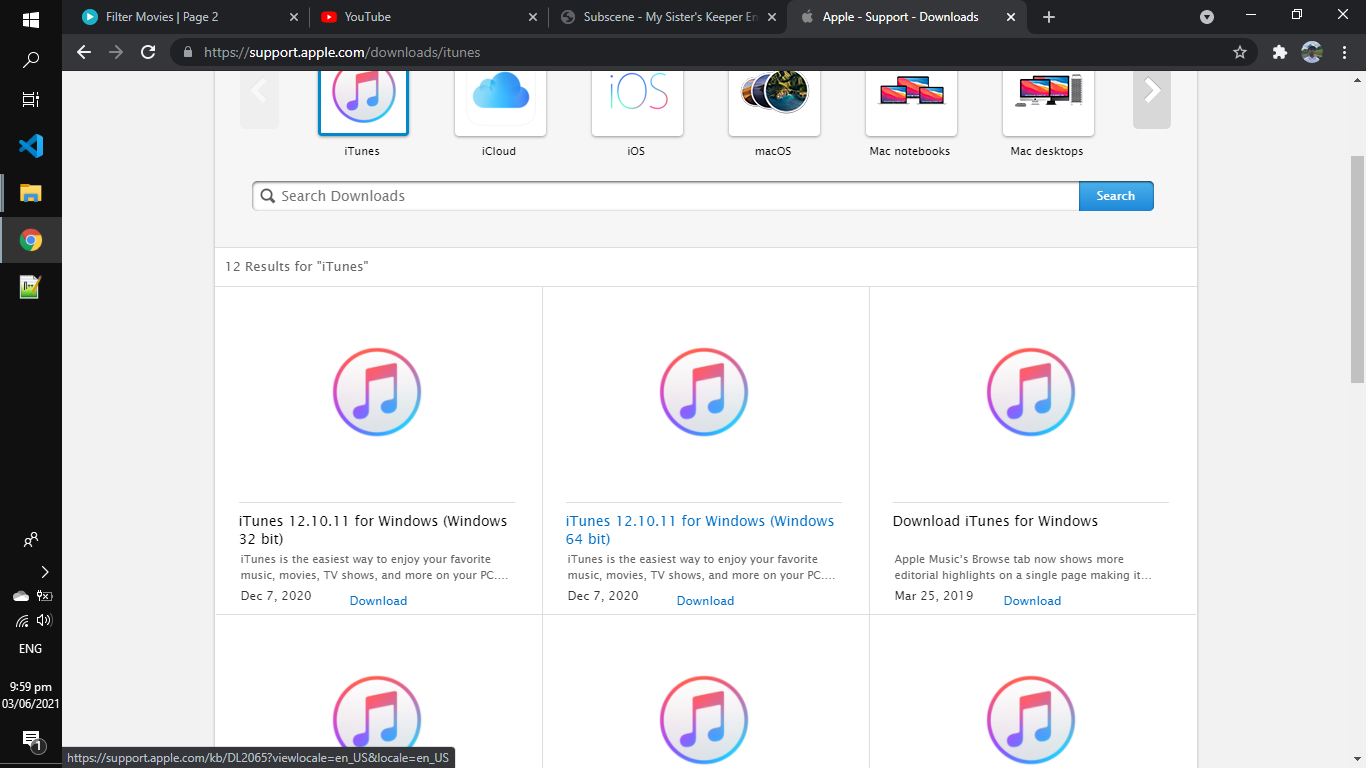 Filter Movies | Page 2
YouTube
Subscene - My Sister's Keeper En
Apple - Support - Downloads
https://support.apple.com/downloads/itunes
iOS
iTunes
iCloud
iOS
macOS
Mac notebooks
Mac desktops
Search Downloads
Search
12 Results for "iTunes"
iTunes 12.10.11 for Windows (Windows
32 bit)
iTunes is the easiest way to enjoy your favorite
music, movies, TV shows, and more on your PC....
Dec 7, 2020
Download
iTunes 12.10.11 for Windows (Windows
64 bit)
iTunes is the easiest way to enjoy your favorite
music, movies, TV shows, and more on your PC....
Dec 7, 2020
Download
Download iTunes for Windows
Apple Music's Browse tab now shows more
editorial highlights on a single page making it...
Mar 25, 2019
Download
ENG
9:59 pm
03/06/2021
1
https://support.apple.com/kb/DL2065?viewlocale=en_US&locale=en_US